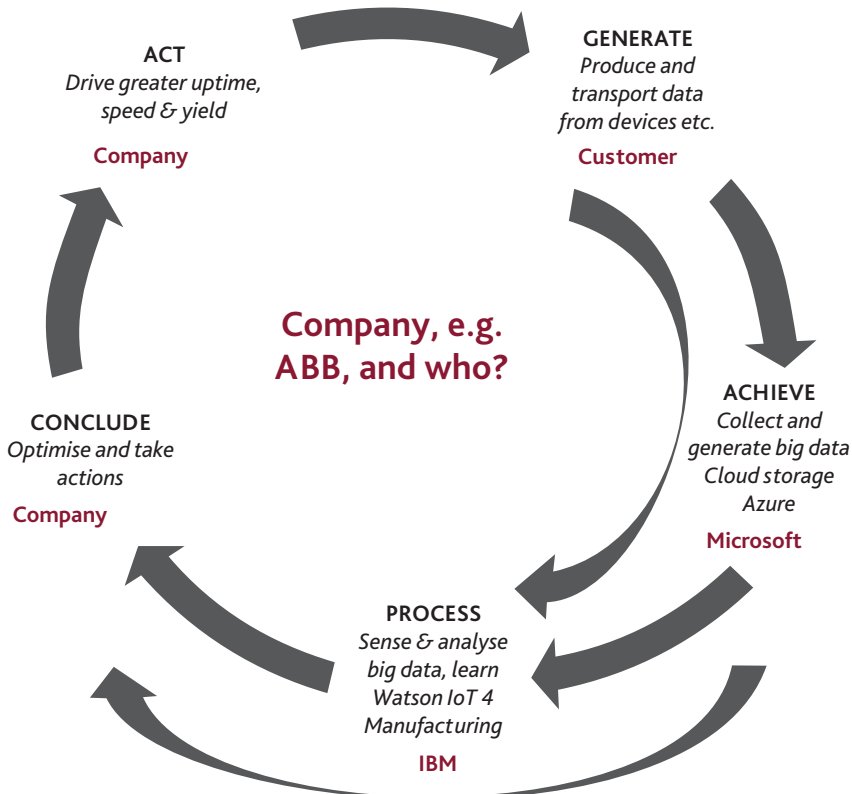 ACT
Drive greater uptime,
speed & yield
Company
GENERATE
Produce and
transport data
from devices etc.
Customer
Company, e.g.
ABB, and who?
ACHIEVE
Collect and
generate big data
Cloud storage
Azure
Microsoft
CONCLUDE
Optimise and take
actions
Company
PROCESS
Sense & analyse
big data, learn
Watson IoT 4
Manufacturing
IBM